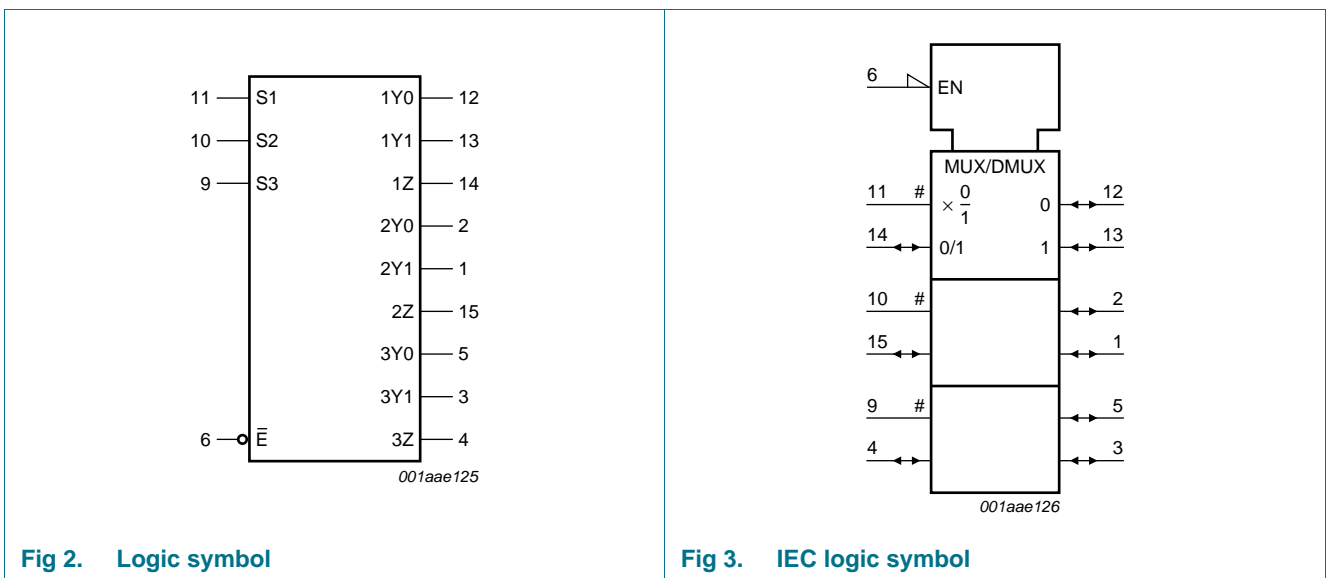 11 S1 1Y0 12
10 S2 1Y1 13
9 S3 1Z 14
2Y0 2
2Y1 1
2Z 15
3Y0 5
3Y1 3
6 E̅ 3Z 4
001aae125
Fig 2. Logic symbol
6 EN
MUX/DMUX
11 # × 0/1 0 12
14 0/1 1 13
10 # 2
15 1
9 # 5
4 3
001aae126
Fig 3. IEC logic symbol